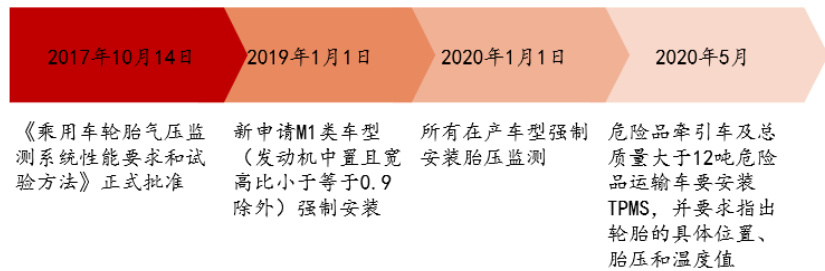 2017年10月14日
2019年1月1日
2020年1月1日
2020年5月
《乘用车轮胎气压监
测系统性能要求和试
验方法》正式批准
新申请M1类车型
（发动机中置且宽
高比小于等于0.9
除外）强制安装
所有在产车型强制
安装胎压监测
危险品牵引车及总
质量大于12吨危险
品运输车要安装
TPMS，并要求指出
轮胎的具体位置、
胎压和温度值